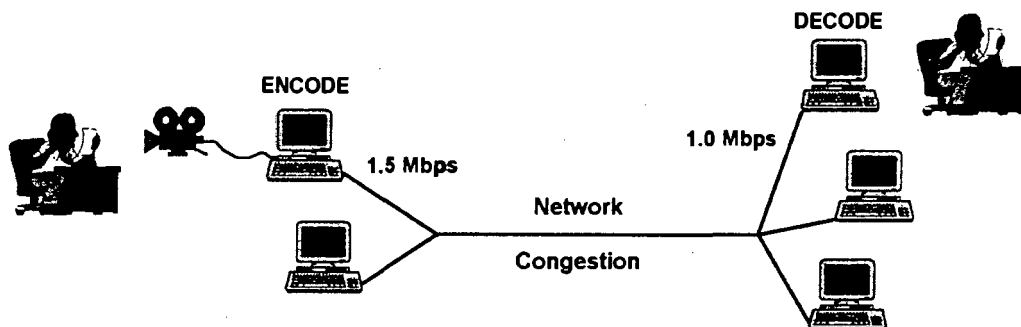 DECODE
ENCODE
1.5 Mbps
1.0 Mbps
Network
Congestion